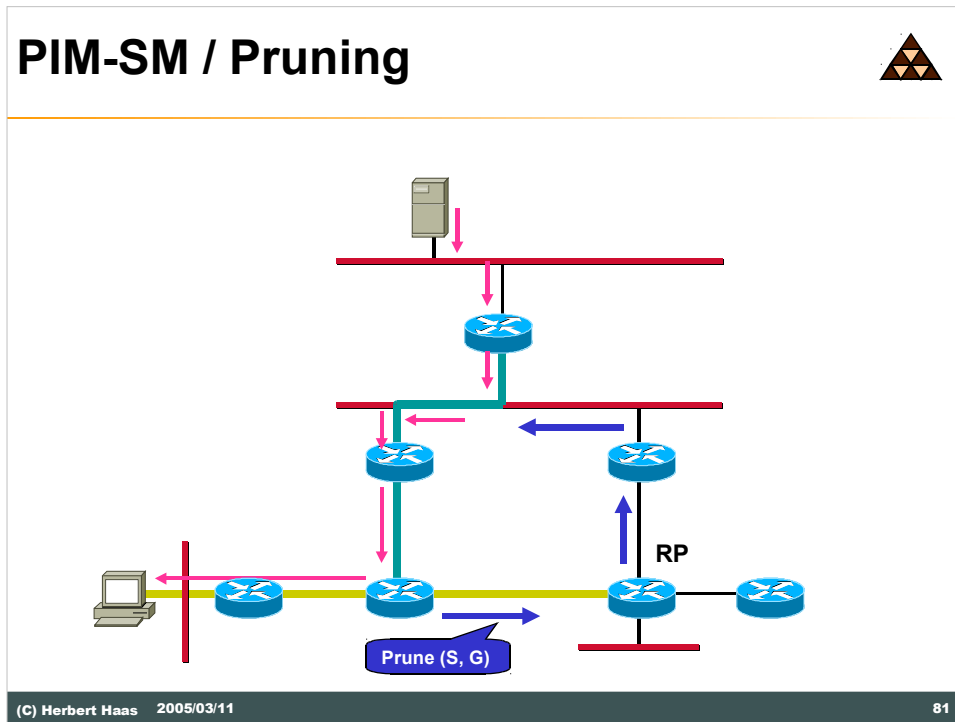 PIM-SM / Pruning
RP
Prune (S, G)
(C) Herbert Haas 2005/03/11 81